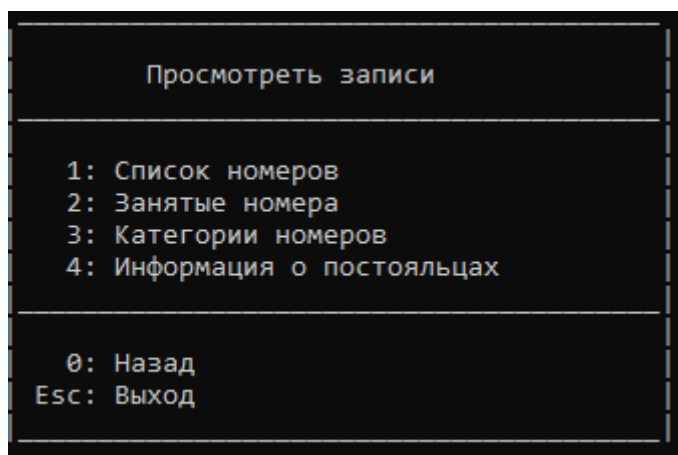 Просмотреть записи
1: Список номеров
2: Занятые номера
3: Категории номеров
4: Информация о постояльцах
0: Назад
Esc: Выход